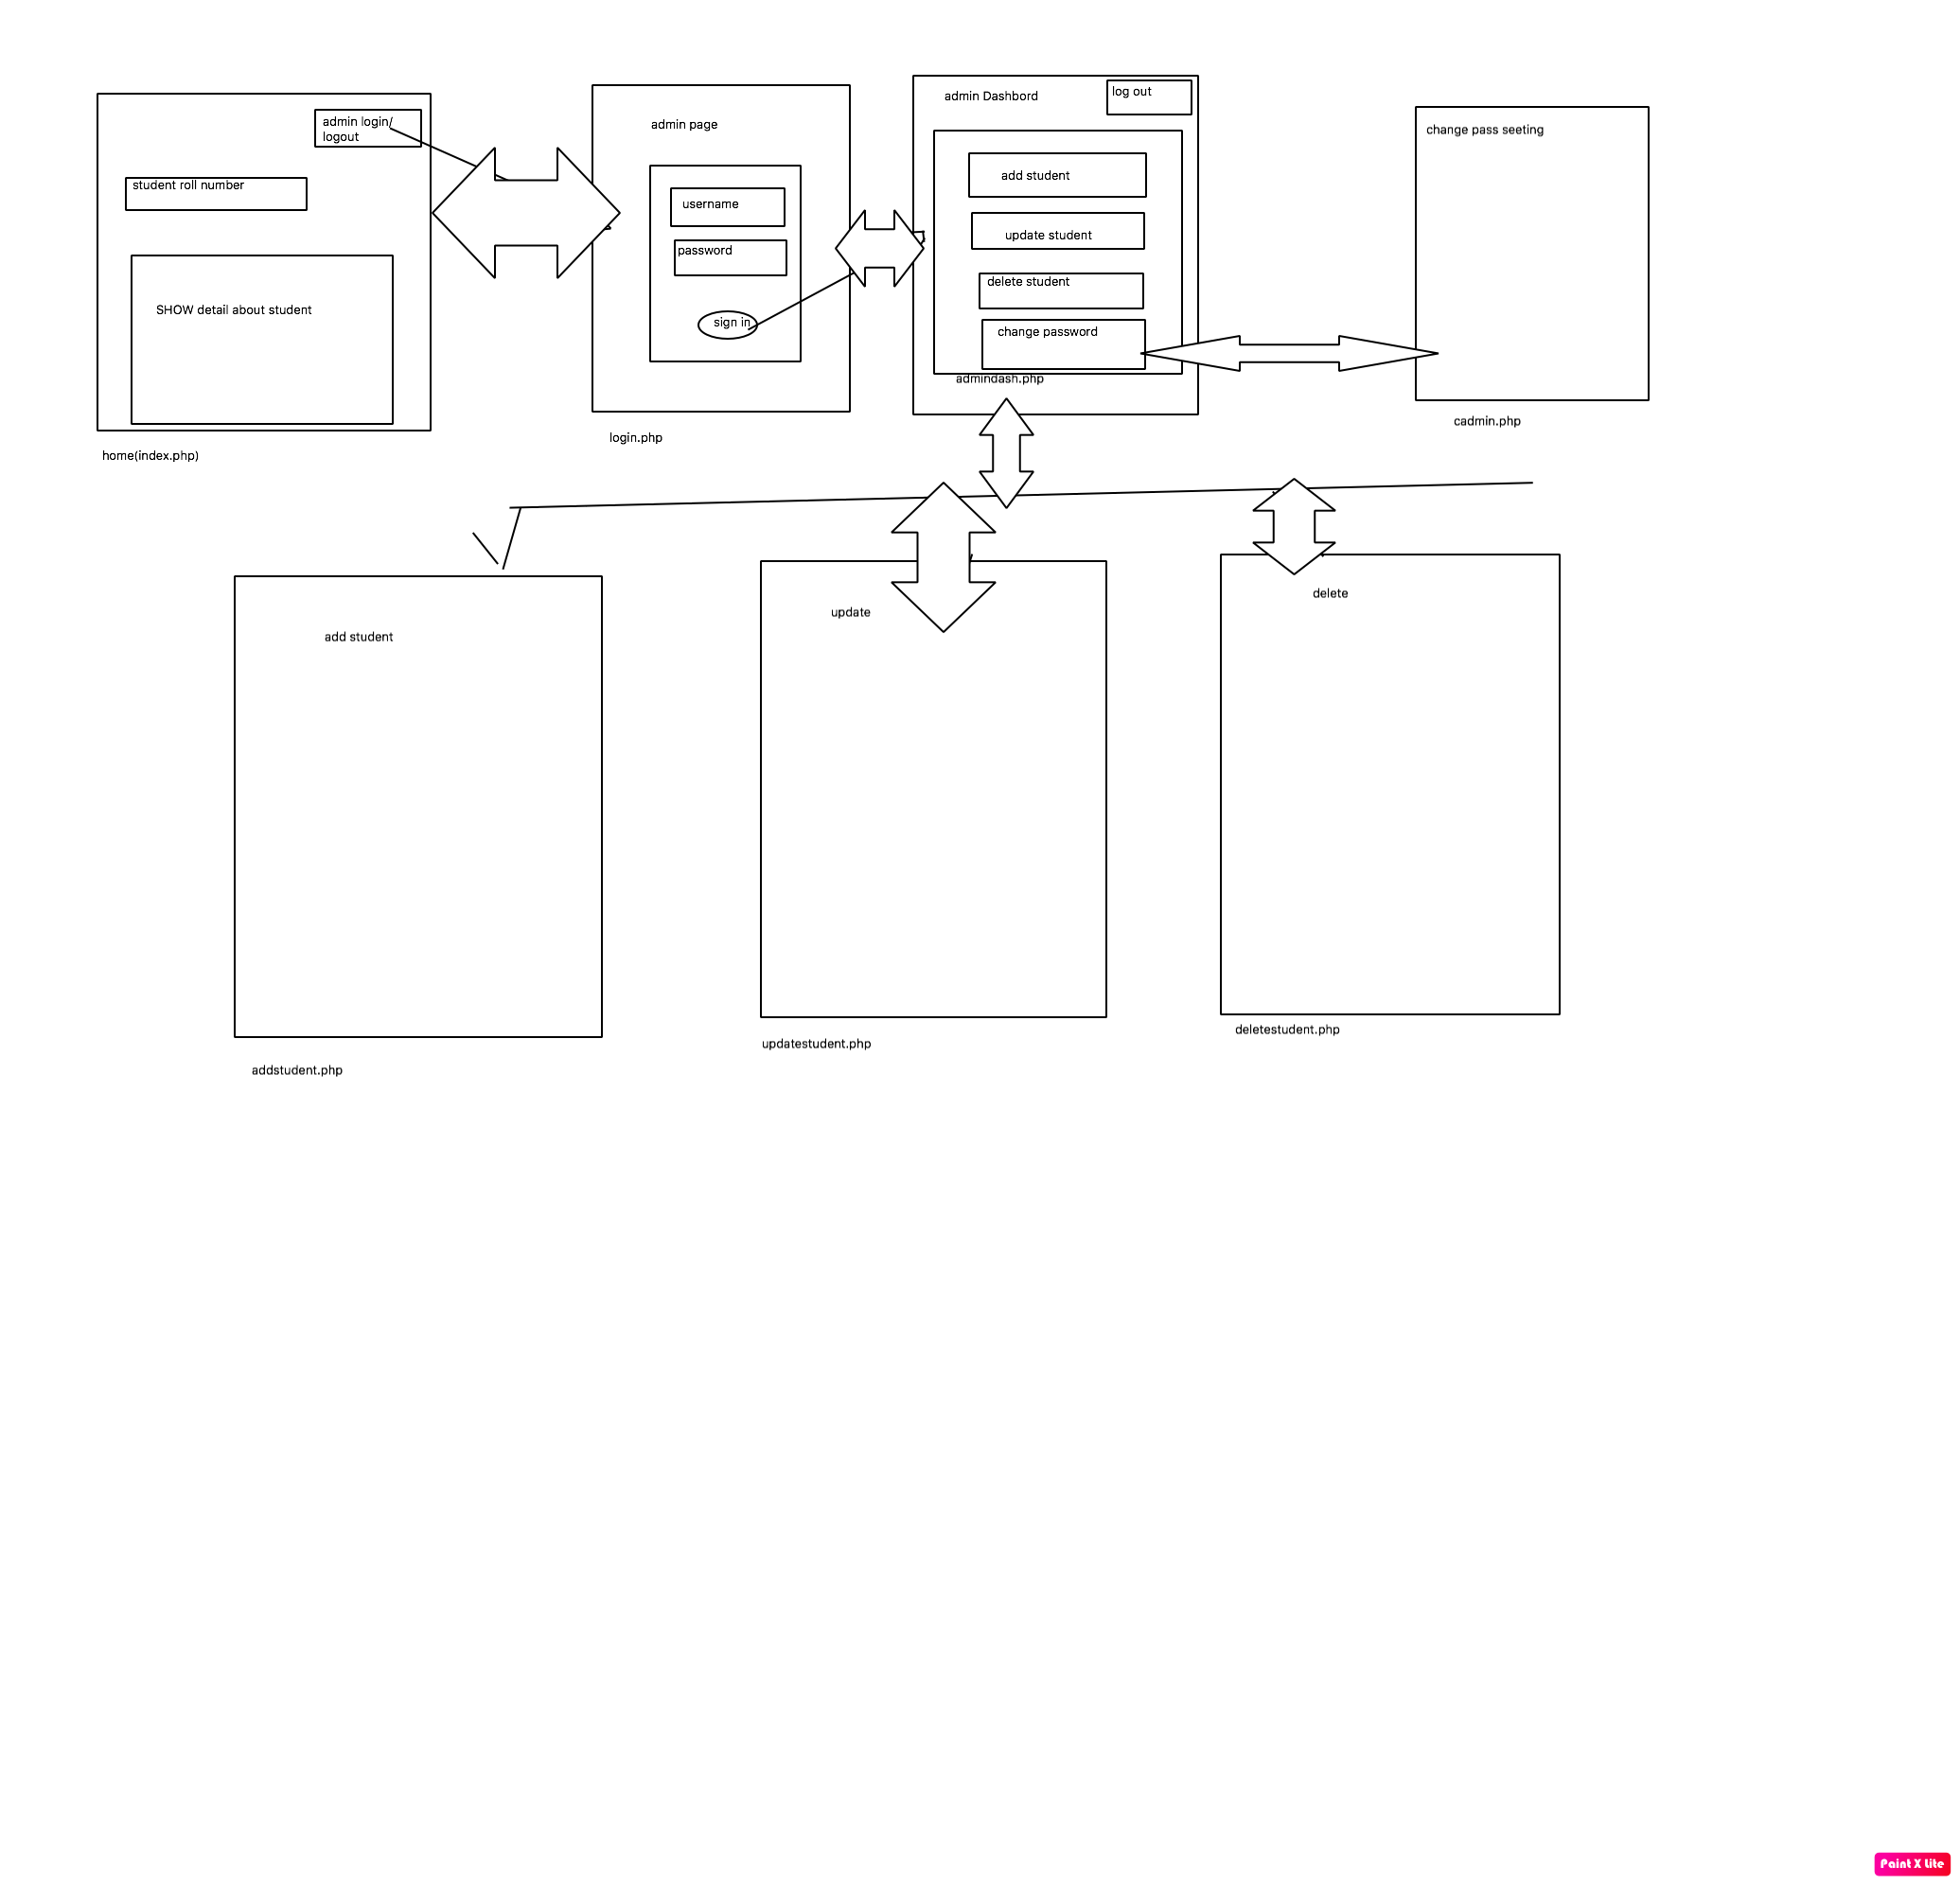 admin login/
logout
student roll number
SHOW detail about student
home(index.php)
admin page
username
password
sign in
login.php
admin Dashbord
log out
add student
update student
delete student
change password
admindash.php
change pass seeting
cadmin.php
add student
addstudent.php
update
updatestudent.php
delete
deletestudent.php
Paint X Lite